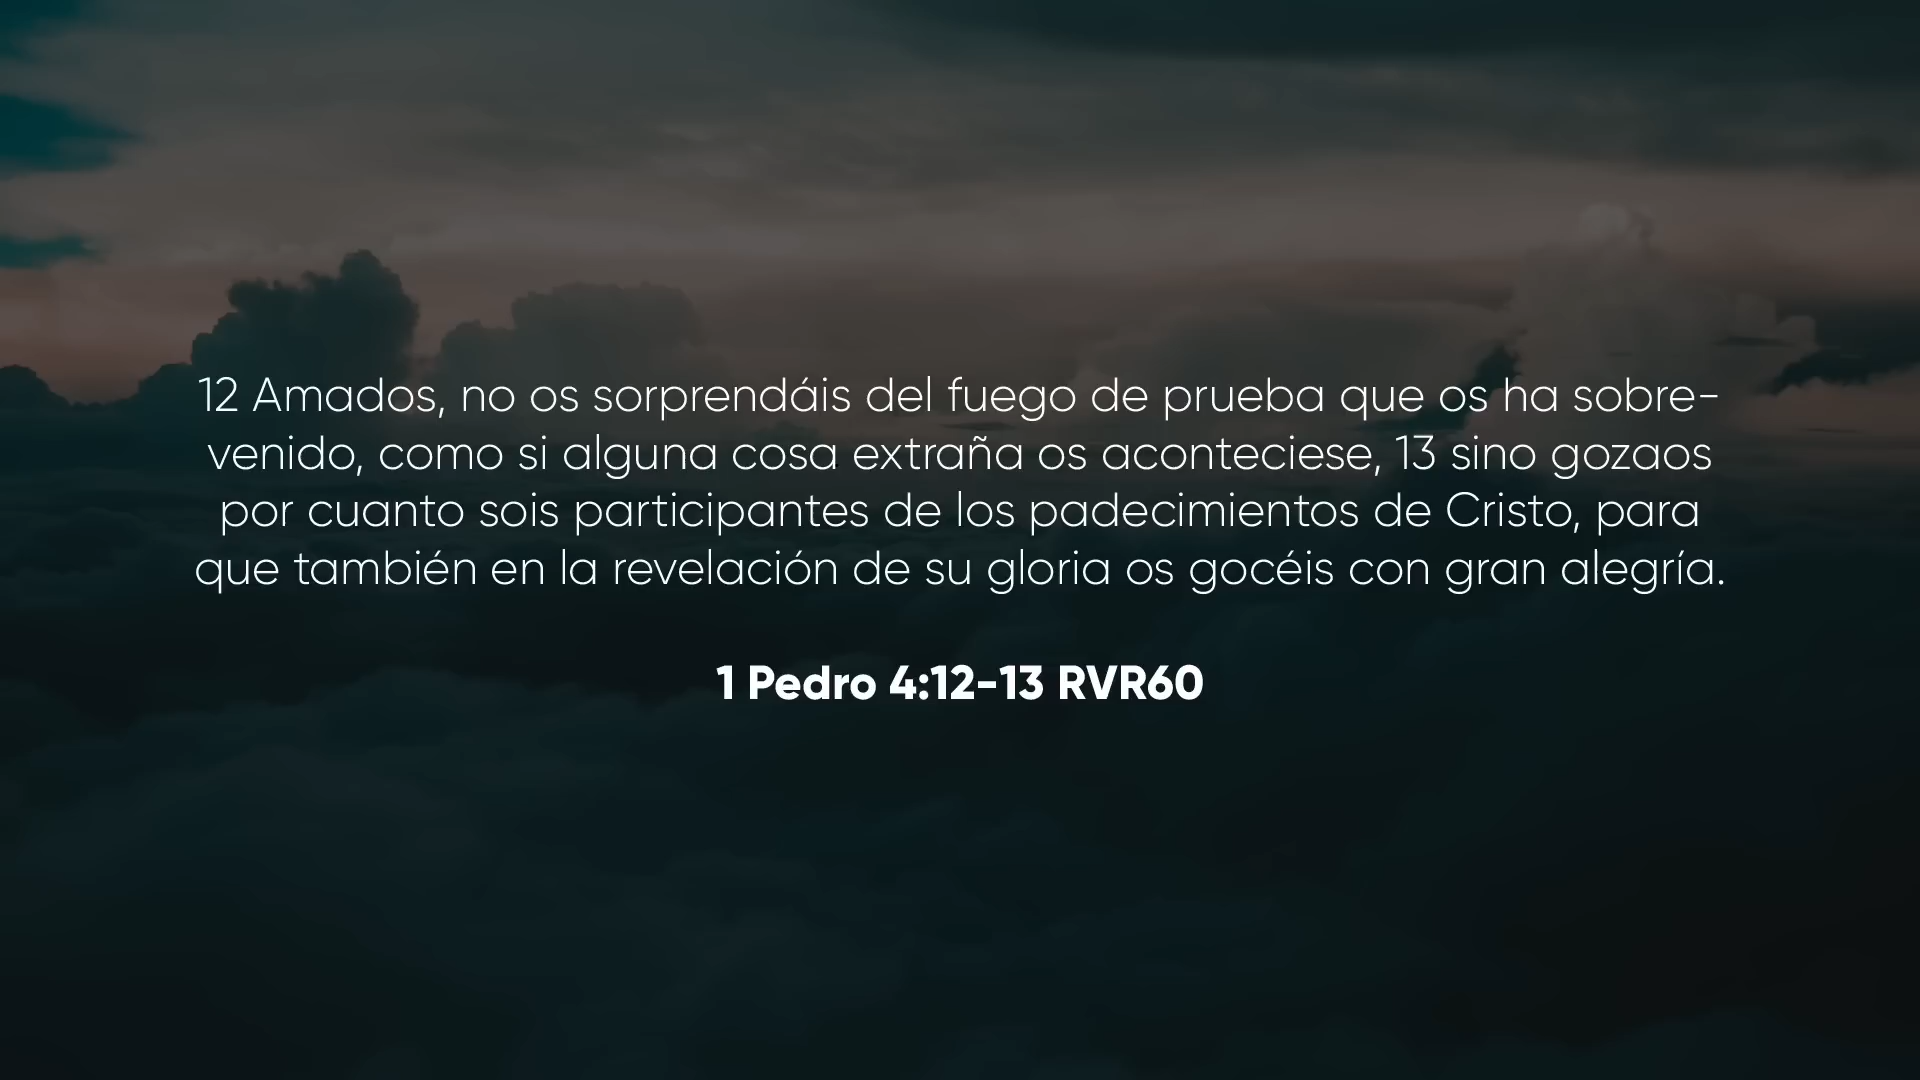 12 Amados, no os sorprendáis del fuego de prueba que os ha sobre-
venido, como si alguna cosa extraña os aconteciese, 13 sino gozaos
por cuanto sois participantes de los padecimientos de Cristo, para
que también en la revelación de su gloria os gocéis con gran alegría.
1 Pedro 4:12-13 RVR60